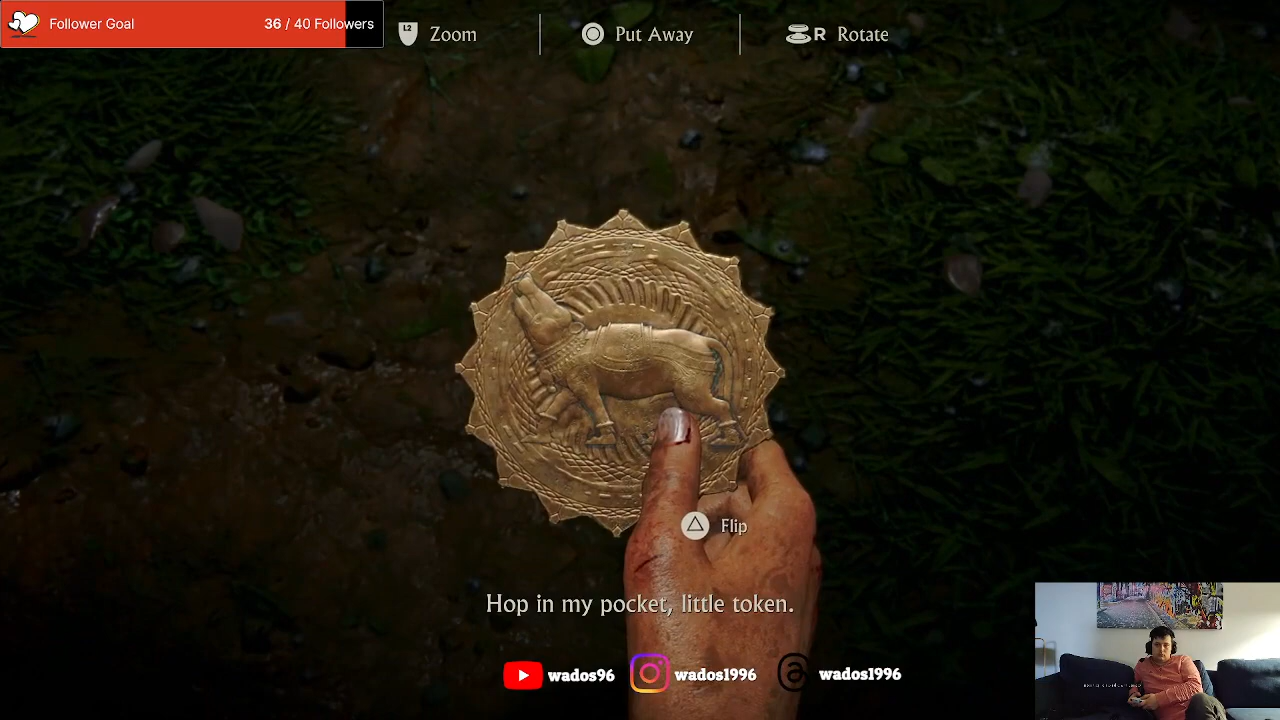 Follower Goal 36 / 40 Followers
L2 Zoom
Put Away
R Rotate
Flip
Hop in my pocket, little token.
wados96
wados1996
wados1996